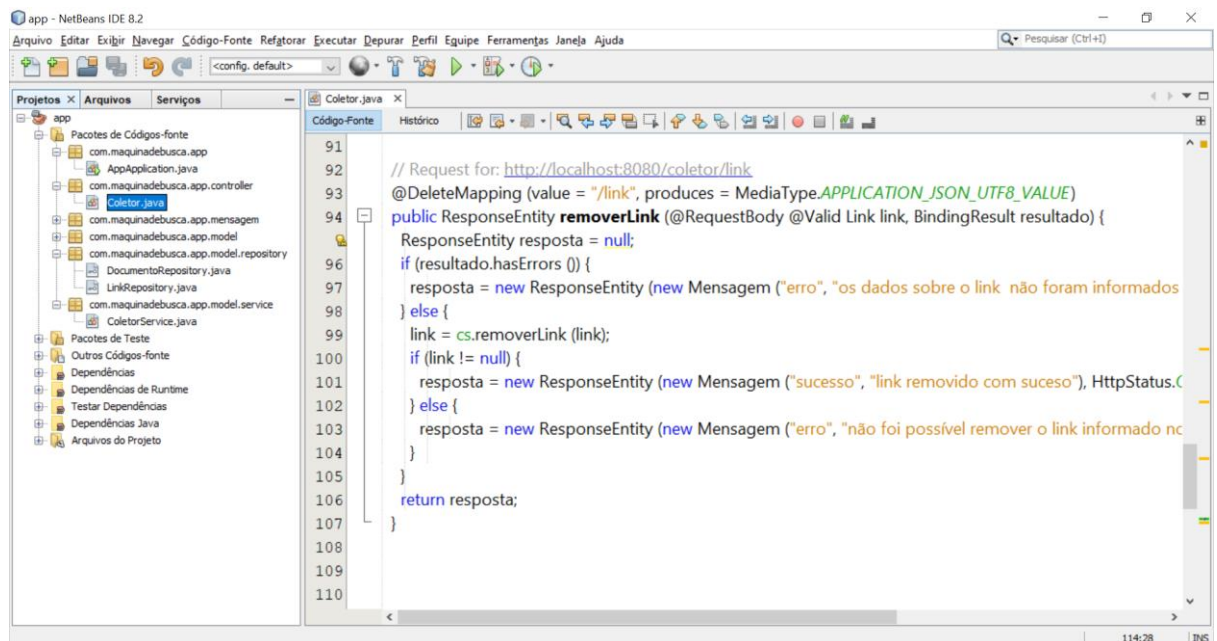 app - NetBeans IDE 8.2
Arquivo Editar Exibir Navegar Código-Fonte Refatorar Executar Depurar Perfil Equipe Ferramentas Janela Ajuda
Pesquisar (Ctrl+I)
<config. default>
Projetos Arquivos Serviços
app
Pacotes de Códigos-fonte
com.maquinadebusca.app
AppApplication.java
com.maquinadebusca.app.controller
Coletor.java
com.maquinadebusca.app.mensagem
com.maquinadebusca.app.model
com.maquinadebusca.app.model.repository
DocumentoRepository.java
LinkRepository.java
com.maquinadebusca.app.model.service
ColetorService.java
Pacotes de Teste
Outros Códigos-fonte
Dependências
Dependências de Runtime
Testar Dependências
Dependências Java
Arquivos do Projeto
Coletor.java
Código-Fonte Histórico
91
92 // Request for: http://localhost:8080/coletor/link
93 @DeleteMapping (value = "/link", produces = MediaType.APPLICATION_JSON_UTF8_VALUE)
94 public ResponseEntity removerLink (@RequestBody @Valid Link link, BindingResult resultado) {
ResponseEntity resposta = null;
96 if (resultado.hasErrors ()) {
97 resposta = new ResponseEntity (new Mensagem ("erro", "os dados sobre o link não foram informados
98 } else {
99 link = cs.removerLink (link);
100 if (link != null) {
101 resposta = new ResponseEntity (new Mensagem ("sucesso", "link removido com suceso"), HttpStatus.
102 } else {
103 resposta = new ResponseEntity (new Mensagem ("erro", "não foi possível remover o link informado
104 }
105 }
106 return resposta;
107 }
108
109
110
114:28 INS